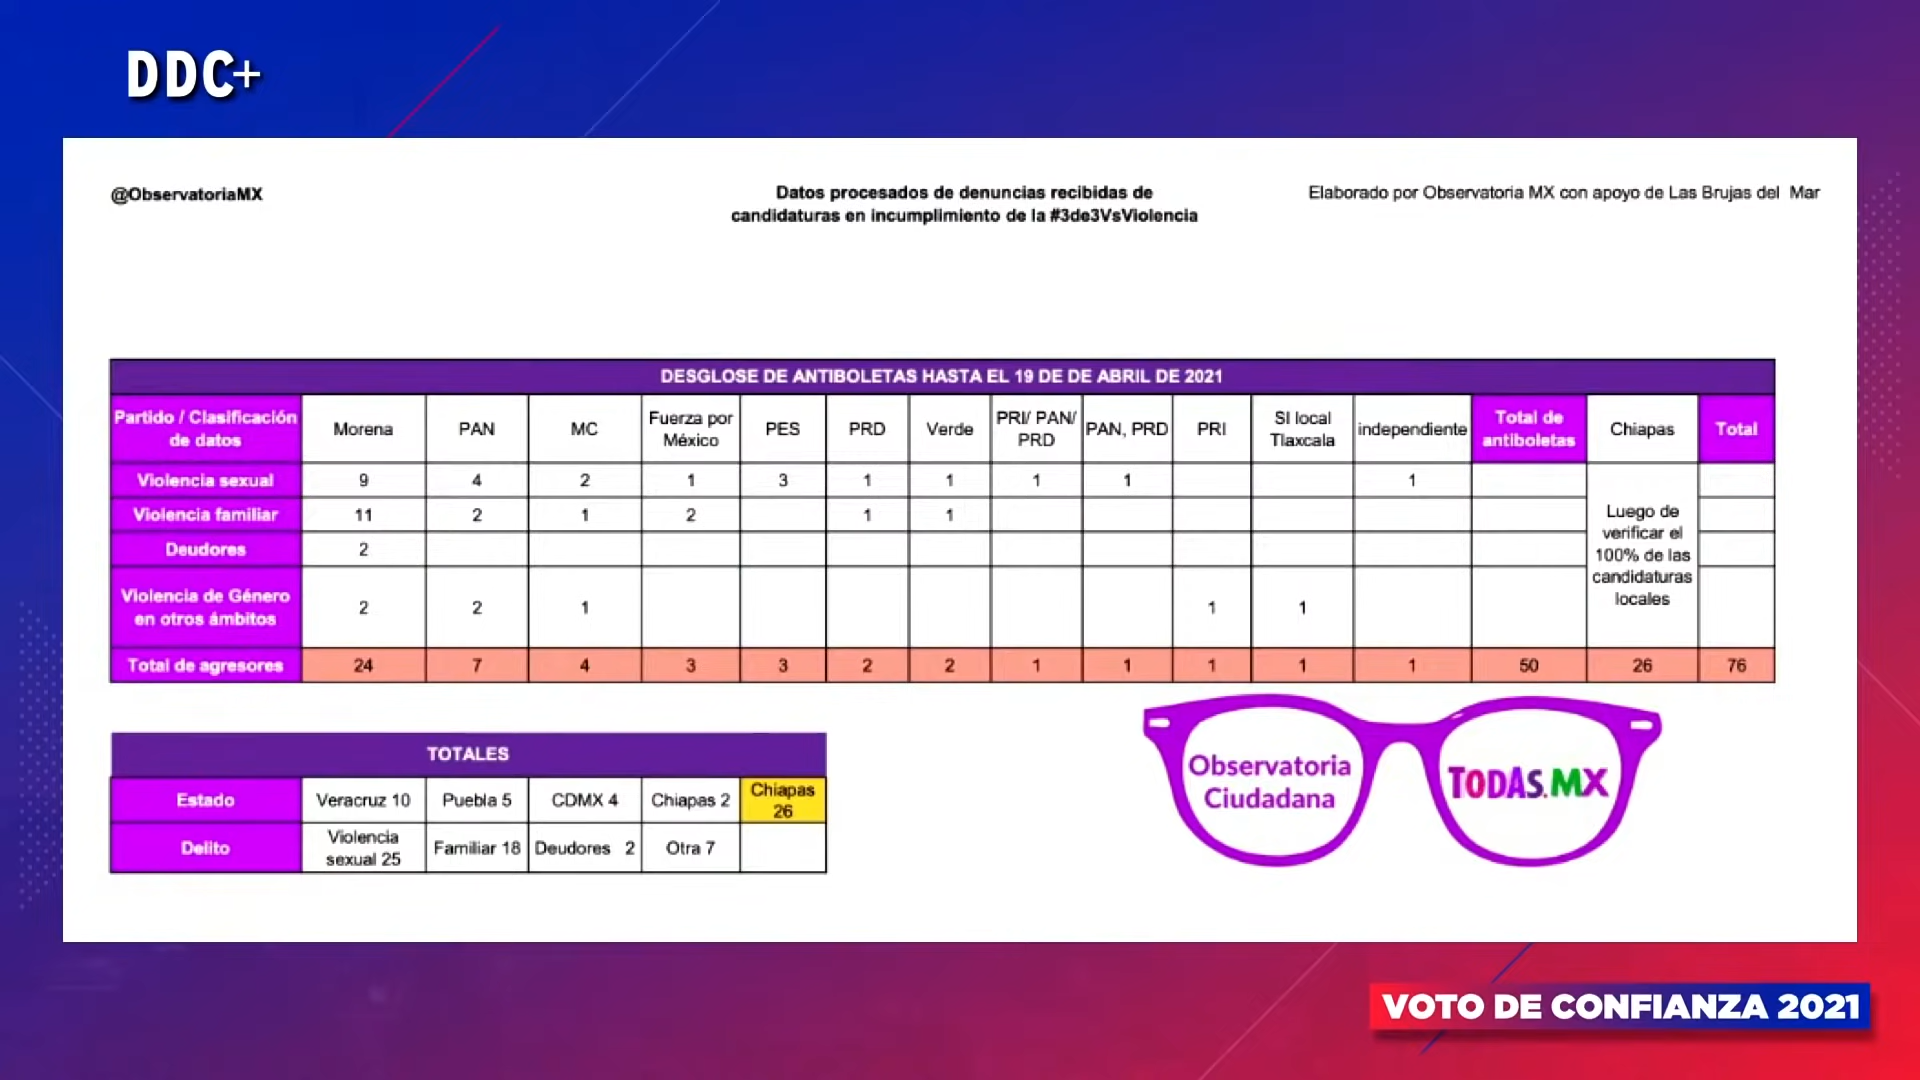 DDC+
@ObservatoriaMX
Datos procesados de denuncias recibidas de
candidaturas en incumplimiento de la #3de3VsViolencia
Elaborado por Observatoria MX con apoyo de Las Brujas del Mar
DESGLOSE DE ANTIBOLETAS HASTA EL 19 DE DE ABRIL DE 2021
Partido / Clasificación de datos Morena PAN MC Fuerza por México PES PRD Verde PRI/ PAN/ PRD PAN, PRD PRI SI local Tlaxcala independiente Total de antiboletas Chiapas Total
Violencia sexual 9 4 2 1 3 1 1 1 1 1
Violencia familiar 11 2 1 2 1 1
Deudores 2
Violencia de Género en otros ámbitos 2 2 1 1 1
Luego de
verificar el
100% de las
candidaturas
locales
Total de agresores 24 7 4 3 3 2 2 1 1 1 1 1 50 26 76
TOTALES
Estado Veracruz 10 Puebla 5 CDMX 4 Chiapas 2 Chiapas 26
Delito Violencia sexual 25 Familiar 18 Deudores 2 Otra 7
Observatoria
Ciudadana
TODAS.MX
VOTO DE CONFIANZA 2021